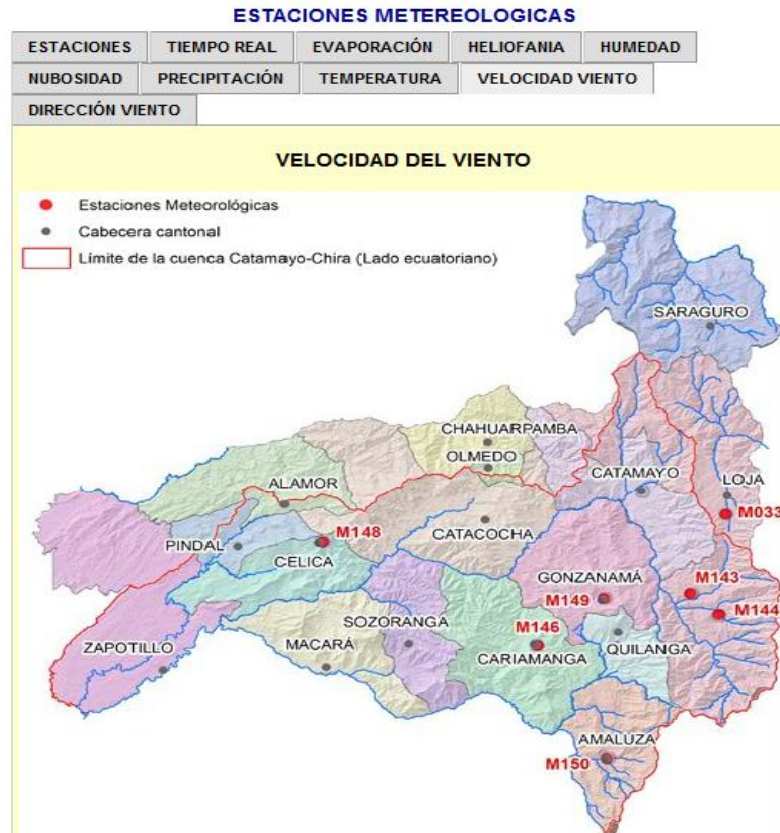 ESTACIONES METEREOLOGICAS
ESTACIONES TIEMPO REAL EVAPORACIÓN HELIOFANIA HUMEDAD
NUBOSIDAD PRECIPITACIÓN TEMPERATURA VELOCIDAD VIENTO
DIRECCIÓN VIENTO
VELOCIDAD DEL VIENTO
Estaciones Meteorológicas
Cabecera cantonal
Límite de la cuenca Catamayo-Chira (Lado ecuatoriano)
SARAGURO
CHAHUARPAMBA
OLMEDO
CATAMAYO
LOJA
ALAMOR
M033
CATACOCHA
M148
PINDAL
CELICA
GONZANAMÁ
M143
M149
M144
SOZORANGA
M146
ZAPOTILLO
MACARÁ
CARIAMANGA
QUILANGA
AMALUZA
M150